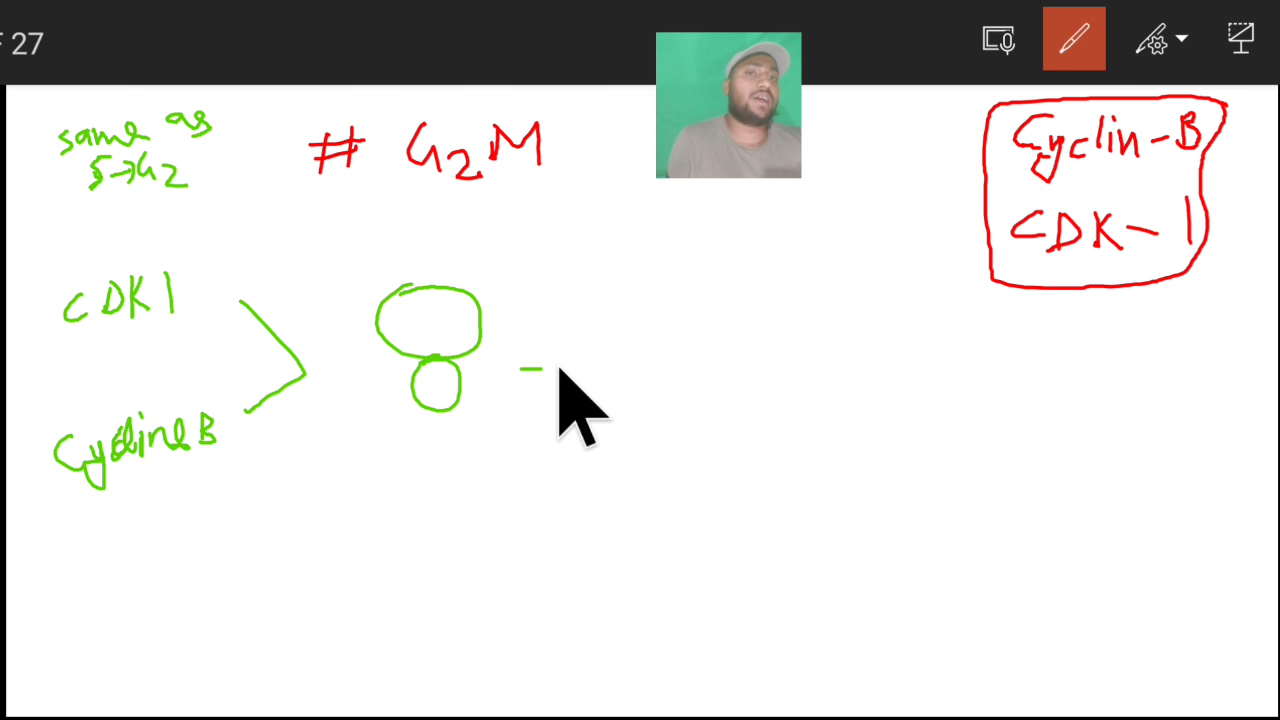 27
same as
S→G2
# G2M
Cyclin-B
CDK-1
CDK1
CyclineB